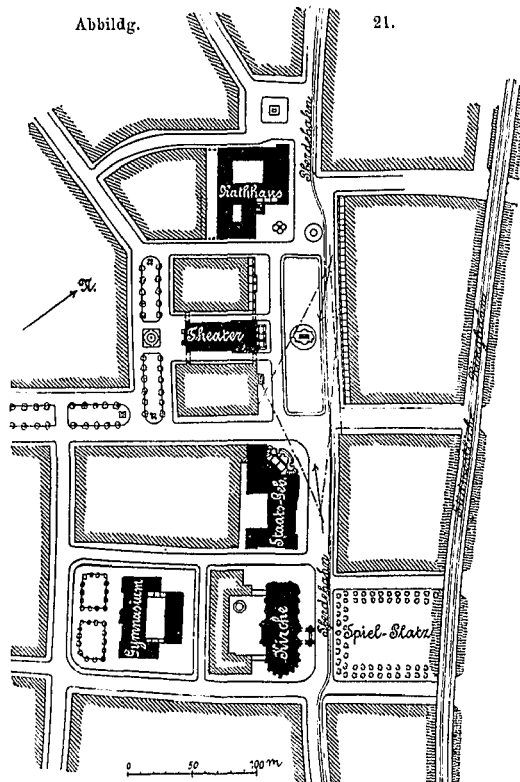 Abbildg. 21.
Pferdebahn
Rathhaus
N.
Theater
Staats-Geb.
Pferdebahn
Gymnasium
Kirche
Spiel-Platz
0 50 100 m